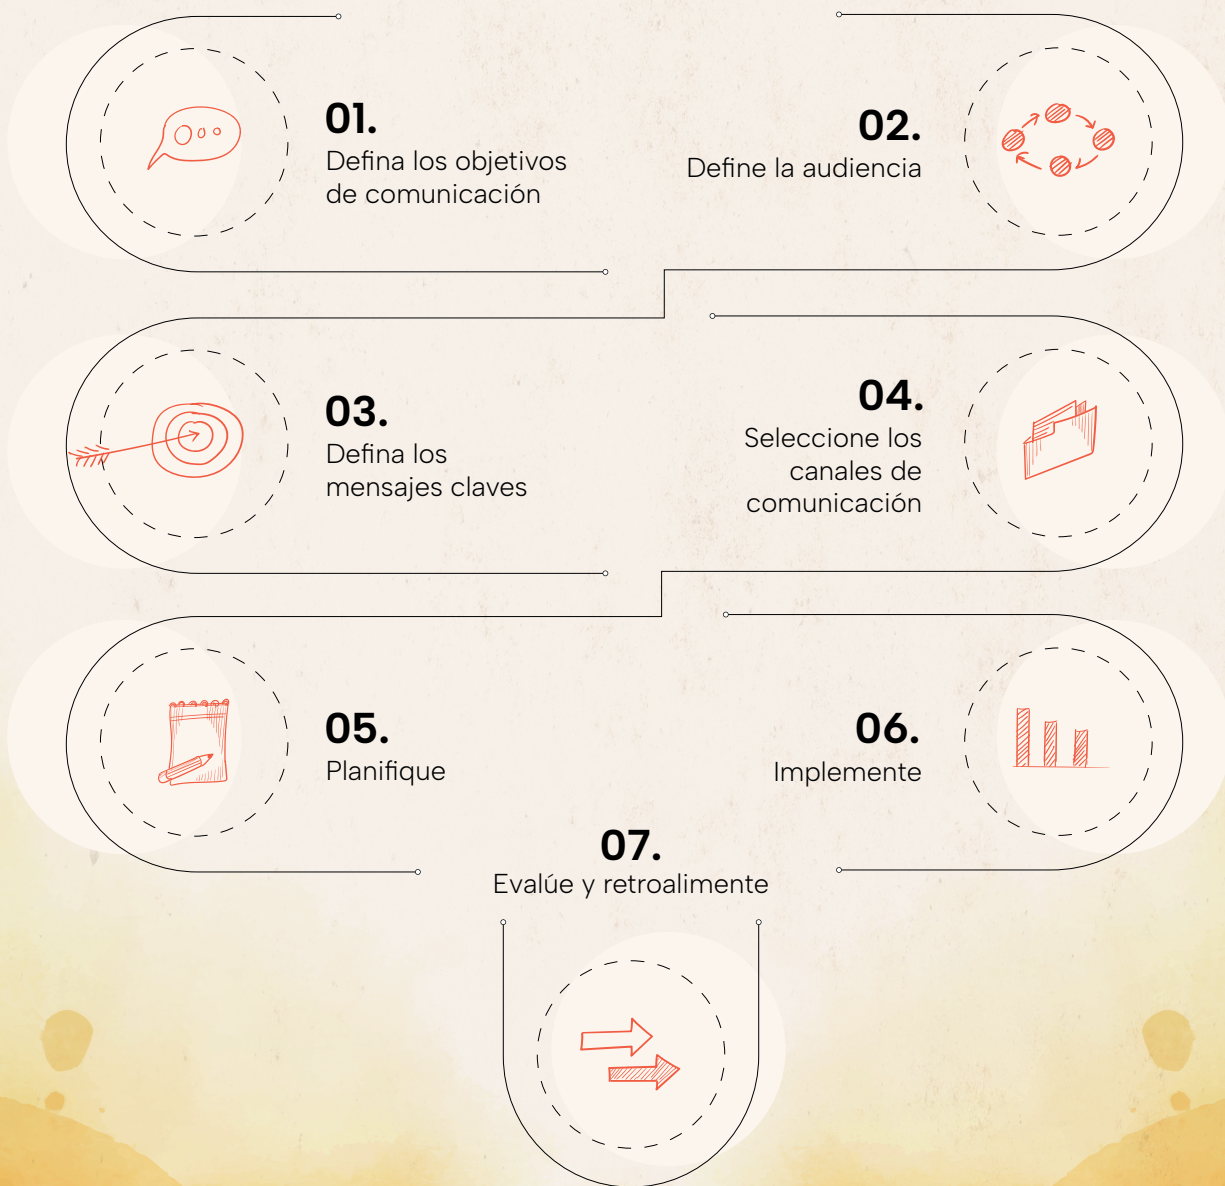 01.
Defina los objetivos
de comunicación
02.
Define la audiencia
03.
Defina los
mensajes claves
04.
Seleccione los
canales de
comunicación
05.
Planifique
06.
Implemente
07.
Evalúe y retroalimente